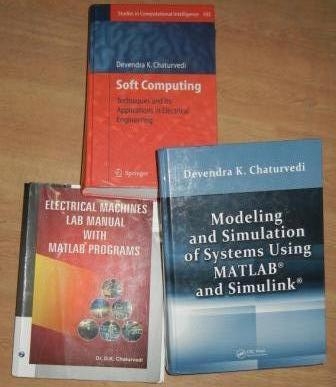 Studies in Computational Intelligence 103
Devendra K. Chaturvedi
Soft Computing
Techniques and its
Applications in Electrical
Engineering
Springer
ELECTRICAL MACHINES
LAB MANUAL
WITH
MATLAB PROGRAMS
Dr. D.K. Chaturvedi
Devendra K. Chaturvedi
Modeling
and Simulation
of Systems Using
MATLAB®
and Simulink®
CRC Press